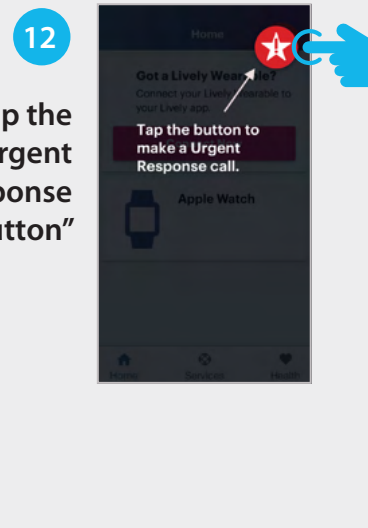 12
p the
rgent
ponse
tton”
Home
Got a Lively Wearable?
Connect your Lively Wearable to
your Lively app.
Tap the button to
make a Urgent
Response call.
Apple Watch
Home
Services
Health